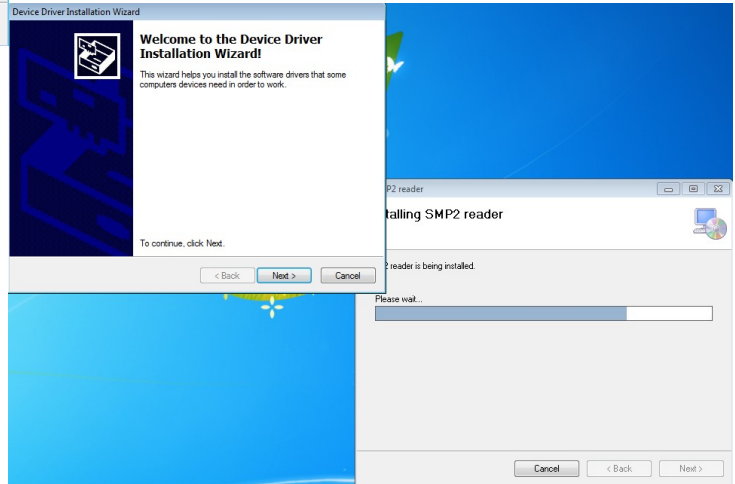 Device Driver Installation Wizard
Welcome to the Device Driver
Installation Wizard!
This wizard helps you install the software drivers that some
computers devices need in order to work.
To continue, click Next.
< Back
Next >
Cancel
P2 reader
talling SMP2 reader
2 reader is being installed.
Please wait...
Cancel
< Back
Next >